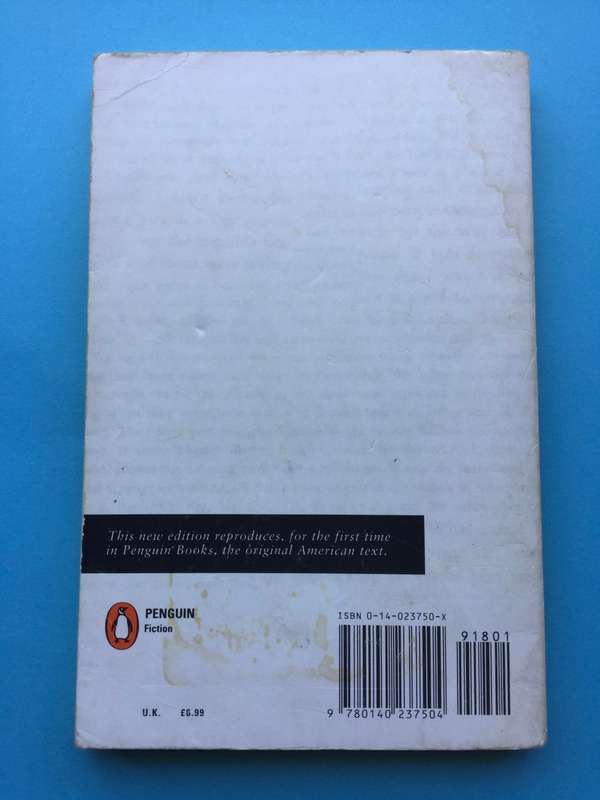 This new edition reproduces, for the first time
in Penguin Books, the original American text.
PENGUIN
Fiction
U.K. £6.99
ISBN 0-14-023750-X
91801
9 780140 237504